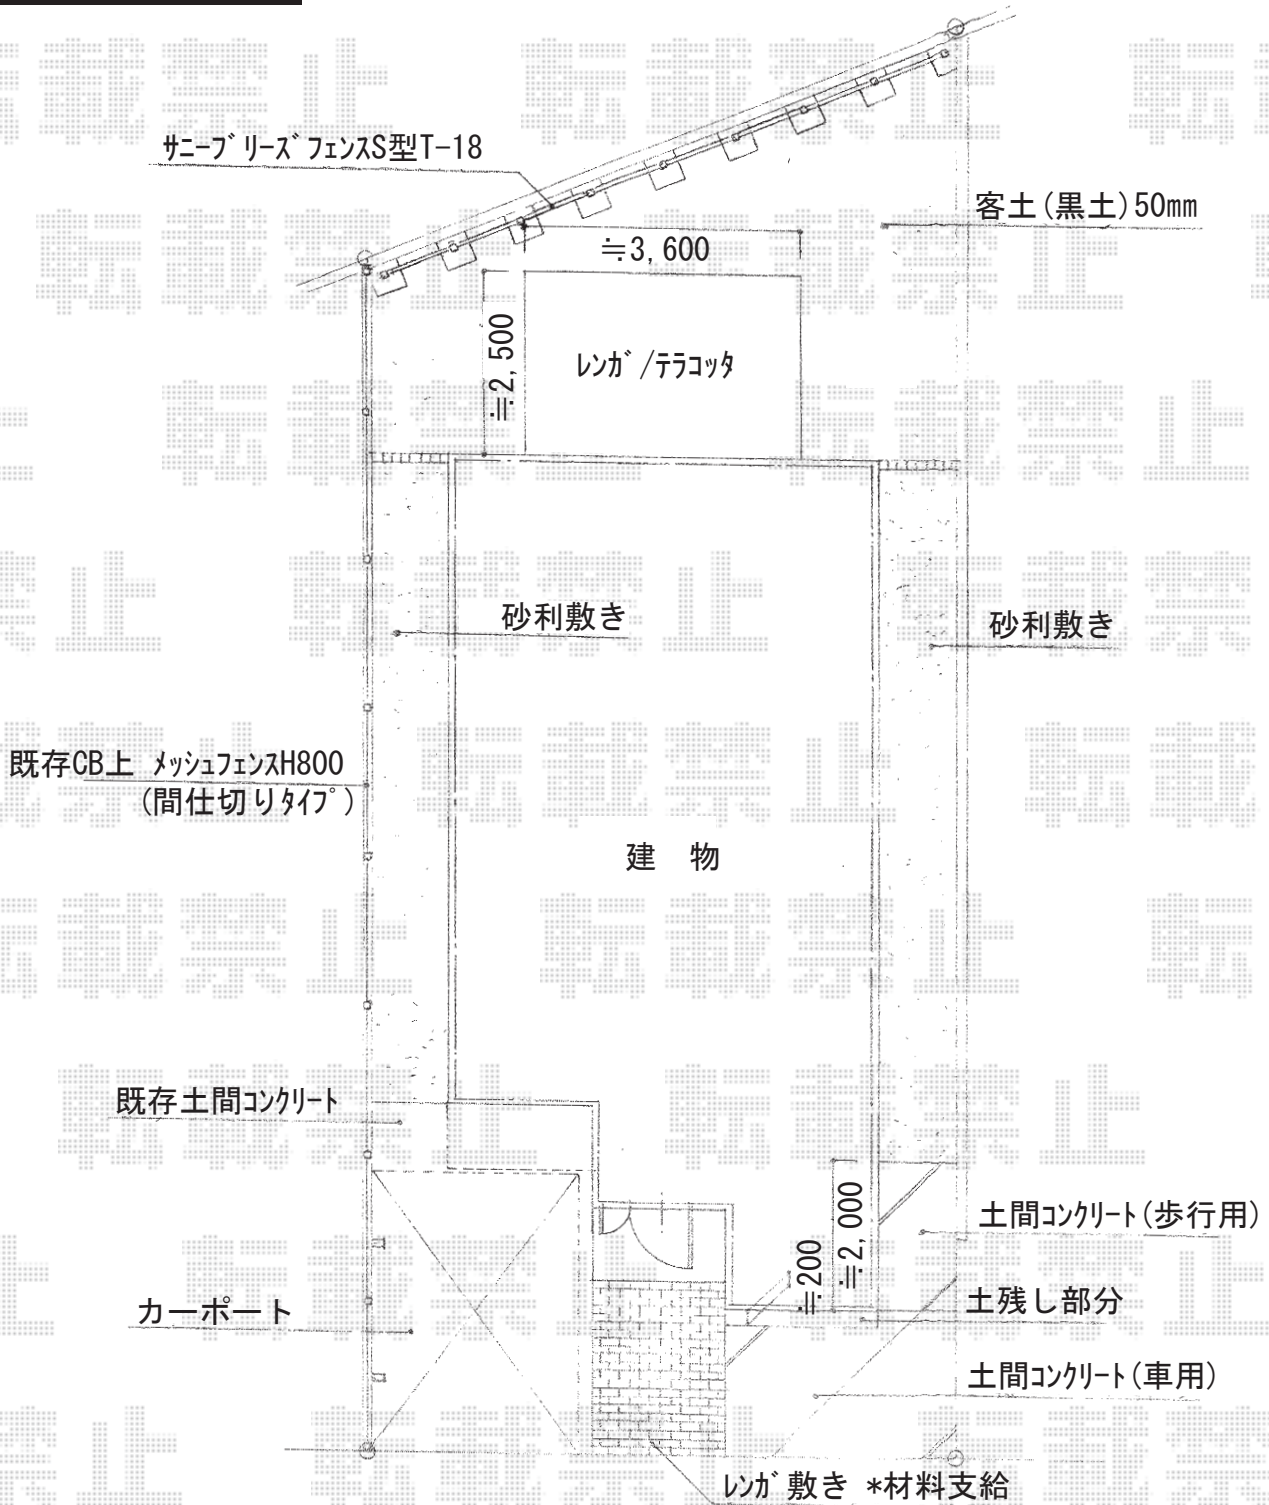 サニーブリーズフェンスS型T-18
客土(黒土)50mm
≒3,600
≒2,500
レンガ/テラコッタ
砂利敷き
砂利敷き
既存CB上 メッシュフェンスH800
(間仕切りタイプ)
建 物
既存土間コンクリート
≒2,000
≒200
土間コンクリート(歩行用)
カーポート
土残し部分
土間コンクリート(車用)
レンガ敷き *材料支給
転載禁止